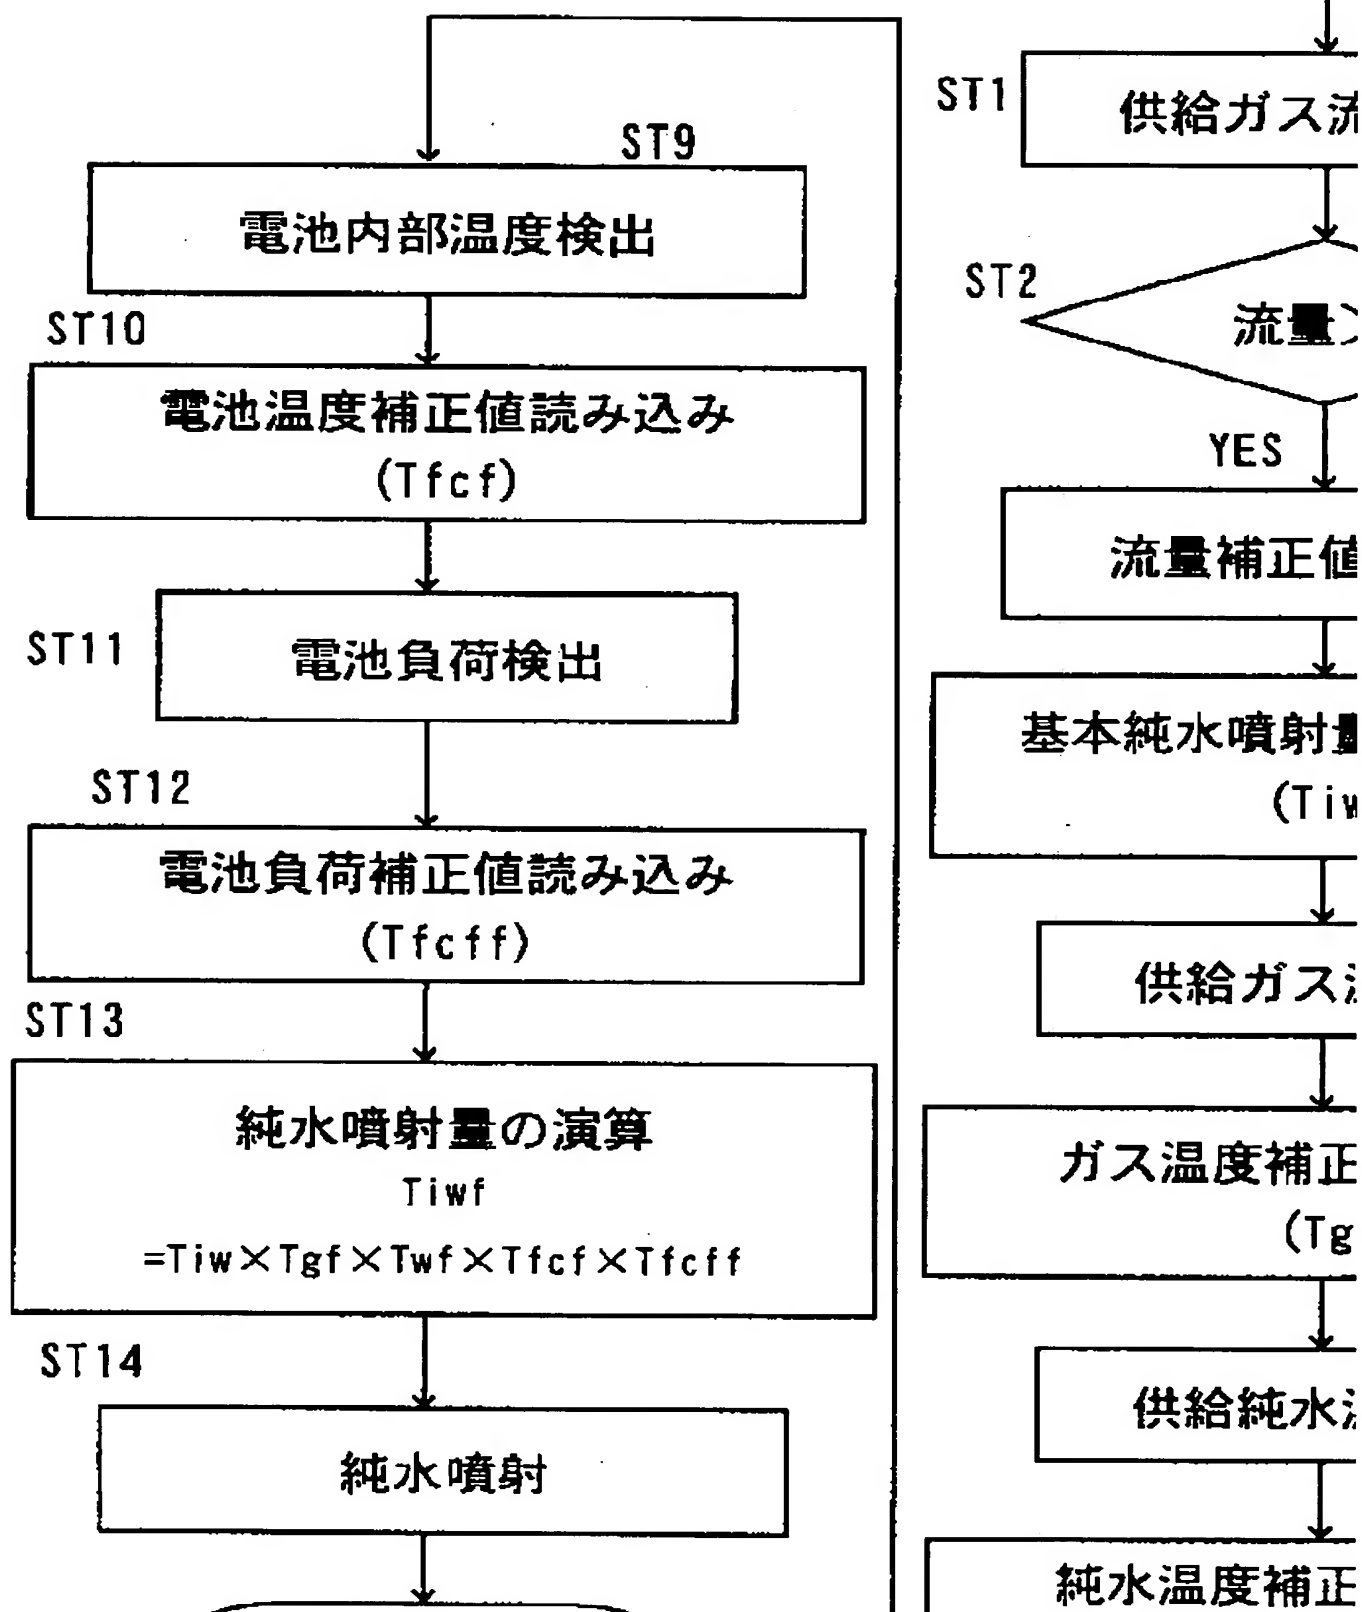 ST9
電池内部温度検出
ST10
電池温度補正値読み込み
(Tfcf)
ST11
電池負荷検出
ST12
電池負荷補正値読み込み
(Tfcff)
ST13
純水噴射量の演算
Tiwf
=Tiw×Tgf×Twf×Tfcf×Tfcff
ST14
純水噴射
ST1
供給ガス流
ST2
流量>
YES
流量補正値
基本純水噴射量
(Tiw
供給ガス温
ガス温度補正
(Tg
供給純水温
純水温度補正